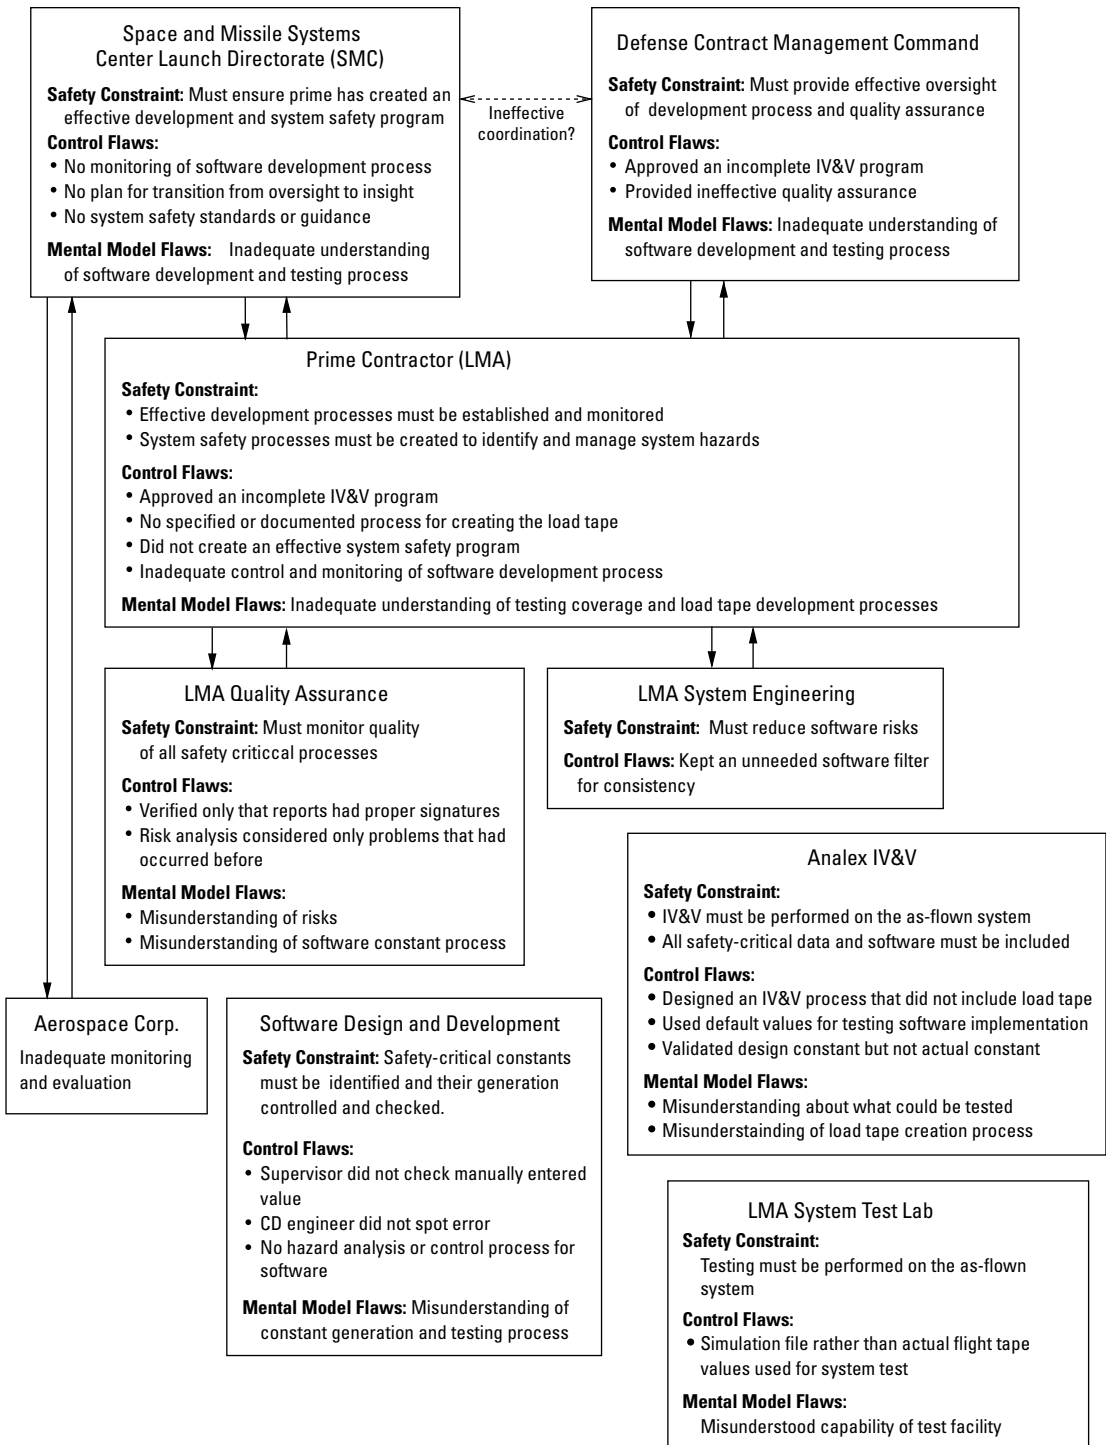 Space and Missile Systems
Center Launch Directorate (SMC)
Safety Constraint: Must ensure prime has created an
effective development and system safety program
Control Flaws:
• No monitoring of software development process
• No plan for transition from oversight to insight
• No system safety standards or guidance
Mental Model Flaws: Inadequate understanding
of software development and testing process
Ineffective
coordination?
Defense Contract Management Command
Safety Constraint: Must provide effective oversight
of development process and quality assurance
Control Flaws:
• Approved an incomplete IV&V program
• Provided ineffective quality assurance
Mental Model Flaws: Inadequate understanding of
software development and testing process
Prime Contractor (LMA)
Safety Constraint:
• Effective development processes must be established and monitored
• System safety processes must be created to identify and manage system hazards
Control Flaws:
• Approved an incomplete IV&V program
• No specified or documented process for creating the load tape
• Did not create an effective system safety program
• Inadequate control and monitoring of software development process
Mental Model Flaws: Inadequate understanding of testing coverage and load tape development processes
LMA Quality Assurance
Safety Constraint: Must monitor quality
of all safety criticcal processes
Control Flaws:
• Verified only that reports had proper signatures
• Risk analysis considered only problems that had
occurred before
Mental Model Flaws:
• Misunderstanding of risks
• Misunderstanding of software constant process
LMA System Engineering
Safety Constraint: Must reduce software risks
Control Flaws: Kept an unneeded software filter
for consistency
Analex IV&V
Safety Constraint:
• IV&V must be performed on the as-flown system
• All safety-critical data and software must be included
Control Flaws:
• Designed an IV&V process that did not include load tape
• Used default values for testing software implementation
• Validated design constant but not actual constant
Mental Model Flaws:
• Misunderstanding about what could be tested
• Misunderstainding of load tape creation process
Aerospace Corp.
Inadequate monitoring
and evaluation
Software Design and Development
Safety Constraint: Safety-critical constants
must be identified and their generation
controlled and checked.
Control Flaws:
• Supervisor did not check manually entered
value
• CD engineer did not spot error
• No hazard analysis or control process for
software
Mental Model Flaws: Misunderstanding of
constant generation and testing process
LMA System Test Lab
Safety Constraint:
Testing must be performed on the as-flown
system
Control Flaws:
• Simulation file rather than actual flight tape
values used for system test
Mental Model Flaws:
Misunderstood capability of test facility